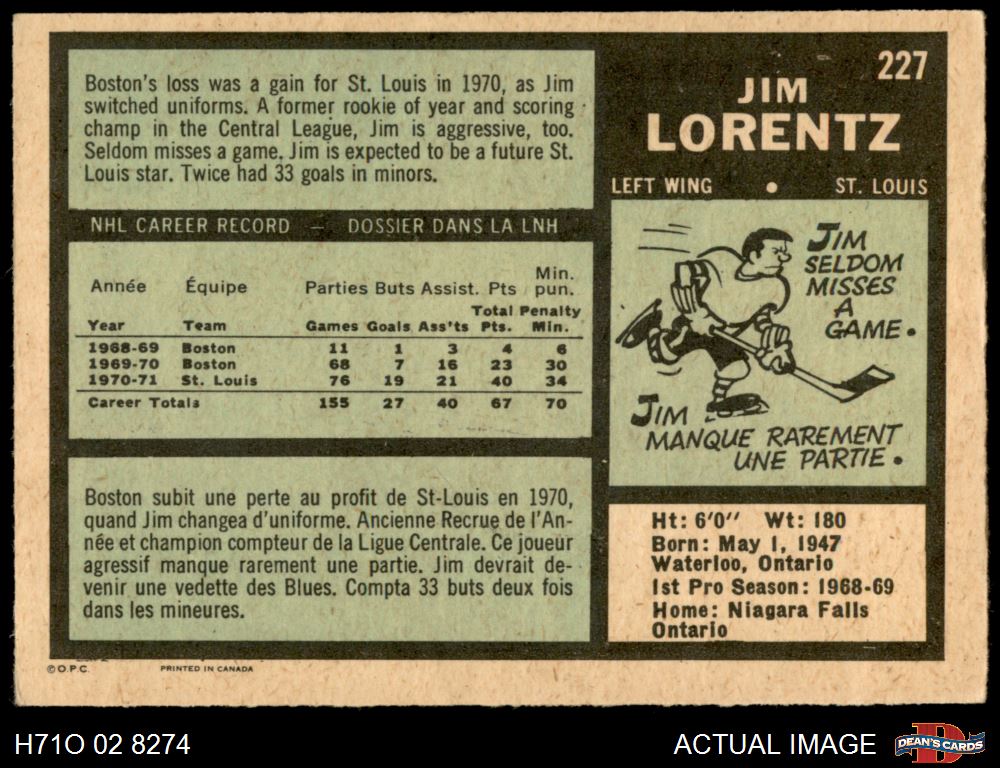 227
JIM
LORENTZ
LEFT WING • ST. LOUIS
Boston's loss was a gain for St. Louis in 1970, as Jim
switched uniforms. A former rookie of year and scoring
champ in the Central League, Jim is aggressive, too.
Seldom misses a game. Jim is expected to be a future St.
Louis star. Twice had 33 goals in minors.
NHL CAREER RECORD — DOSSIER DANS LA LNH
Année Équipe Parties Buts Assist. Pts Min. pun.
Year Team Games Goals Ass'ts Total Pts. Penalty Min.
1968-69 Boston 11 1 3 4 6
1969-70 Boston 68 7 16 23 30
1970-71 St. Louis 76 19 21 40 34
Career Totals 155 27 40 67 70
Boston subit une perte au profit de St-Louis en 1970,
quand Jim changea d'uniforme. Ancienne Recrue de l'An-
née et champion compteur de la Ligue Centrale. Ce joueur
agressif manque rarement une partie. Jim devrait de-
venir une vedette des Blues. Compta 33 buts deux fois
dans les mineures.
JIM
SELDOM
MISSES
A
GAME.
JIM
MANQUE RAREMENT
UNE PARTIE.
Ht: 6'0'' Wt: 180
Born: May 1, 1947
Waterloo, Ontario
1st Pro Season: 1968-69
Home: Niagara Falls
Ontario
© O.P.C. PRINTED IN CANADA
H71O 02 8274
ACTUAL IMAGE
D
DEAN'S CARDS